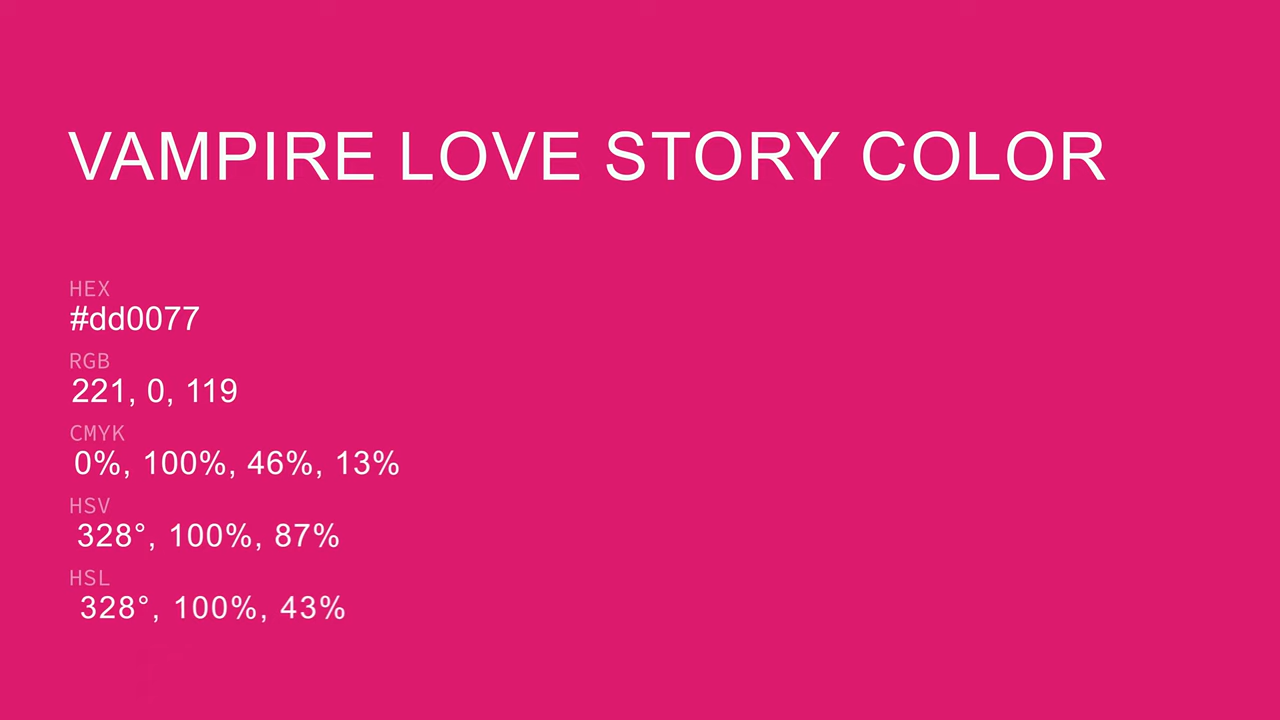 VAMPIRE LOVE STORY COLOR
HEX
#dd0077
RGB
221, 0, 119
CMYK
0%, 100%, 46%, 13%
HSV
328°, 100%, 87%
HSL
328°, 100%, 43%